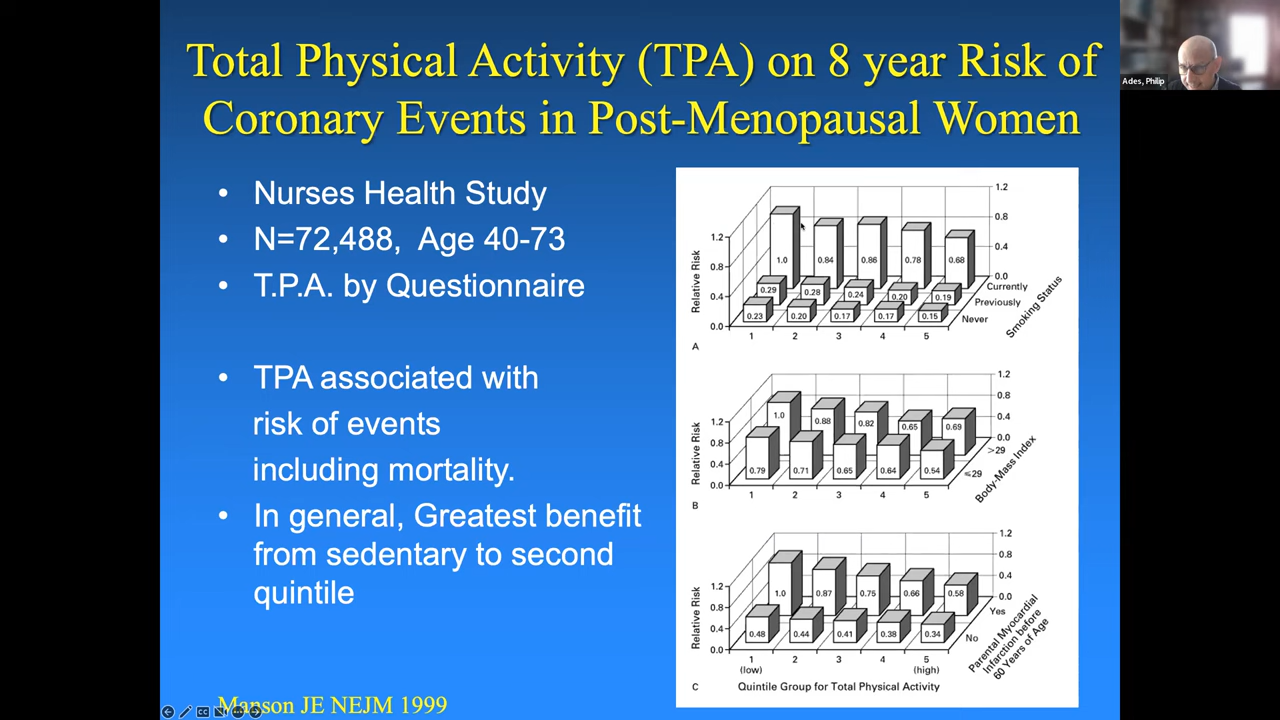 Total Physical Activity (TPA) on 8 year Risk of
Coronary Events in Post-Menopausal Women
Ades, Philip
• Nurses Health Study
• N=72,488, Age 40-73
• T.P.A. by Questionnaire
• TPA associated with
risk of events
including mortality.
• In general, Greatest benefit
from sedentary to second
quintile
Manson JE NEJM 1999
Relative Risk
1.2
0.8
0.4
0.0
1.2
0.8
0.4
0.0
1.0 0.84 0.86 0.78 0.68
0.29 0.28 0.24 0.20 0.19
0.23 0.20 0.17 0.17 0.15
Currently
Previously
Never
Smoking Status
1 2 3 4 5
A
Relative Risk
1.2
0.8
0.4
0.0
1.2
0.8
0.4
0.0
1.0 0.88 0.82 0.65 0.69
0.79 0.71 0.65 0.64 0.54
>29
≤29
Body-Mass Index
1 2 3 4 5
B
Relative Risk
1.2
0.8
0.4
0.0
1.2
0.8
0.4
0.0
1.0 0.87 0.75 0.66 0.58
0.48 0.44 0.41 0.38 0.34
Yes
No
Parental Myocardial
Infarction before
60 Years of Age
1 2 3 4 5
(low) (high)
C Quintile Group for Total Physical Activity